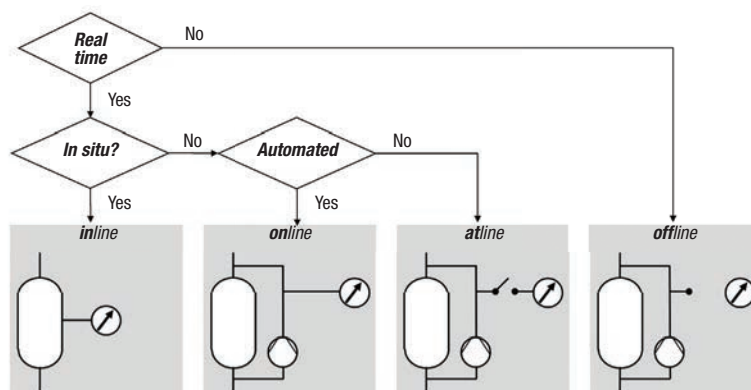 Real
time
No
Yes
In situ?
No
Automated
No
Yes
Yes
inline
online
atline
offline